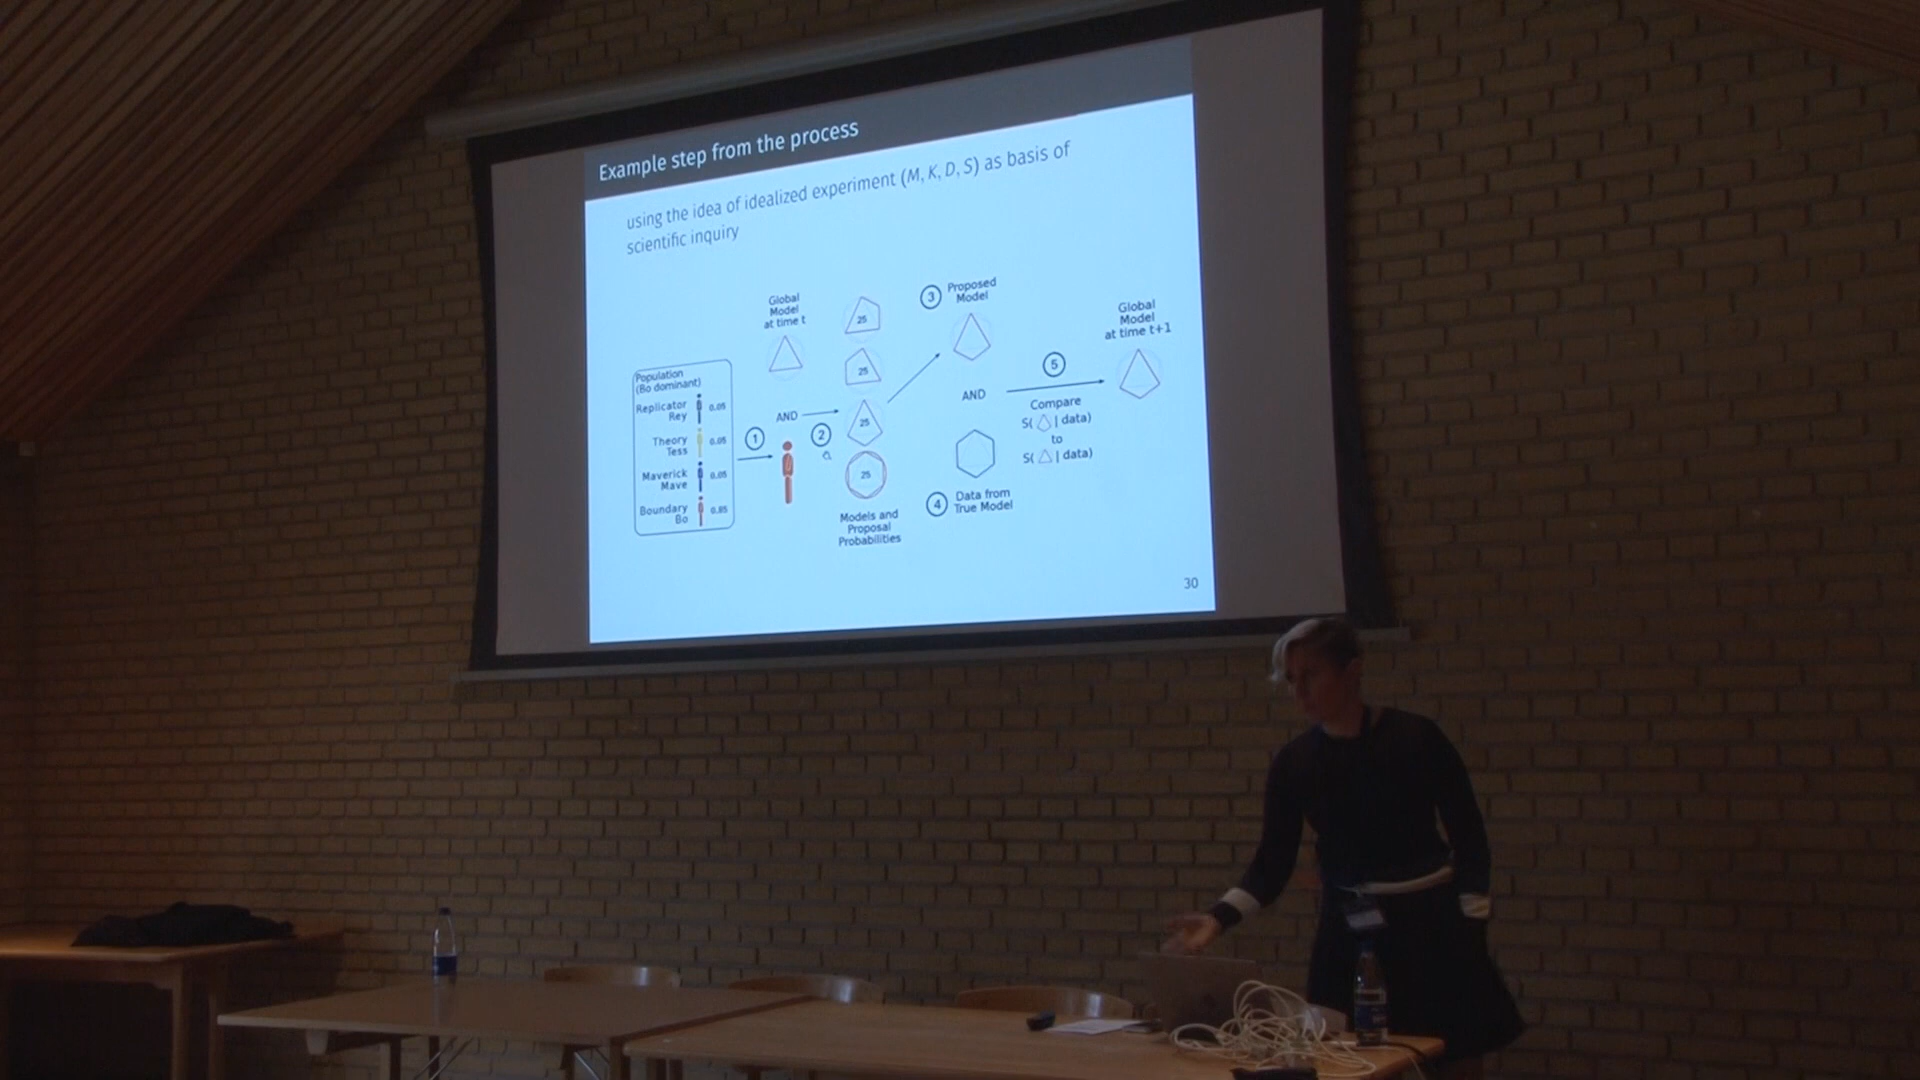 Example step from the process
using the idea of idealized experiment (M, K, D, S) as basis of
scientific inquiry
Population
(Bo dominant)
Replicator
Rey
0.05
Theory
Tess
0.05
Maverick
Mave
0.05
Boundary
Bo
0.85
1
Global
Model
at time t
AND
2
25
25
25
25
Models and
Proposal
Probabilities
3
Proposed
Model
AND
4
Data from
True Model
5
Compare
S( | data)
to
S( | data)
Global
Model
at time t+1
30